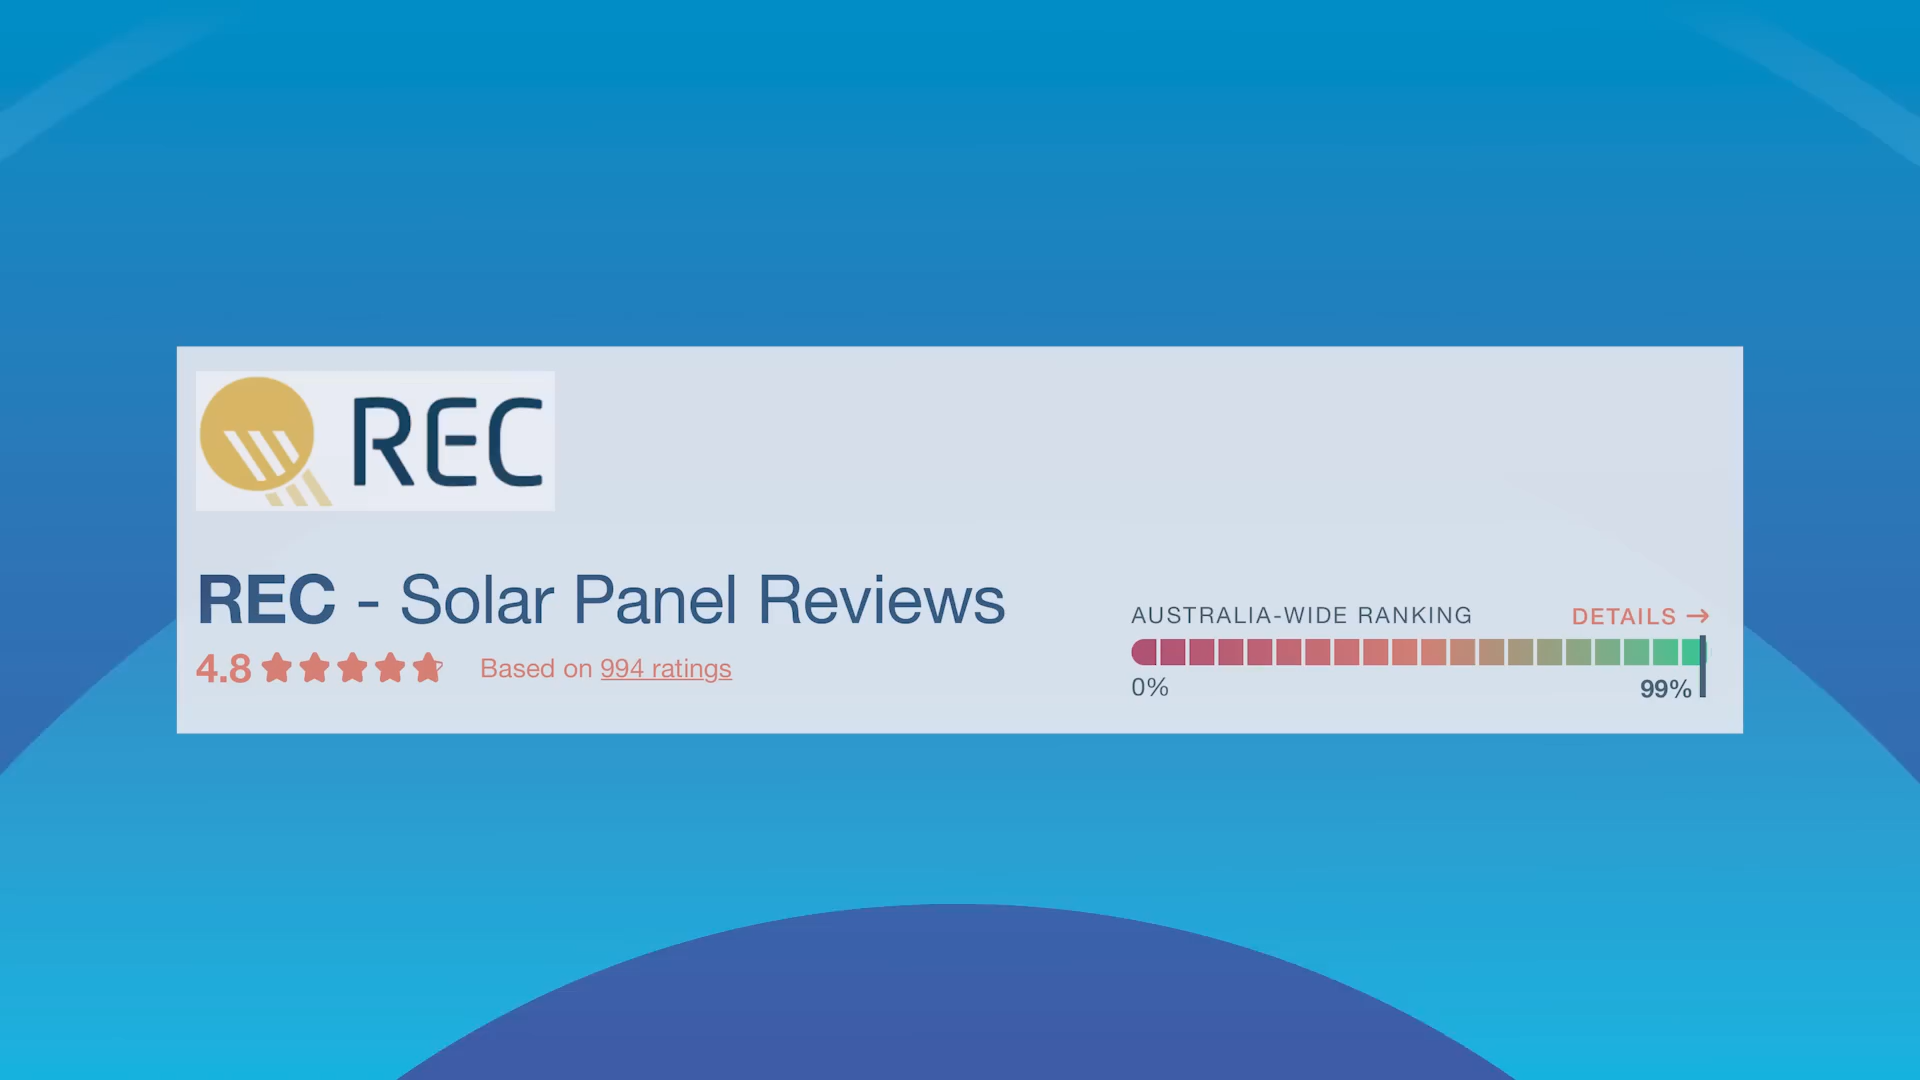 REC
REC - Solar Panel Reviews
4.8 Based on 994 ratings
AUSTRALIA-WIDE RANKING DETAILS →
0% 99%